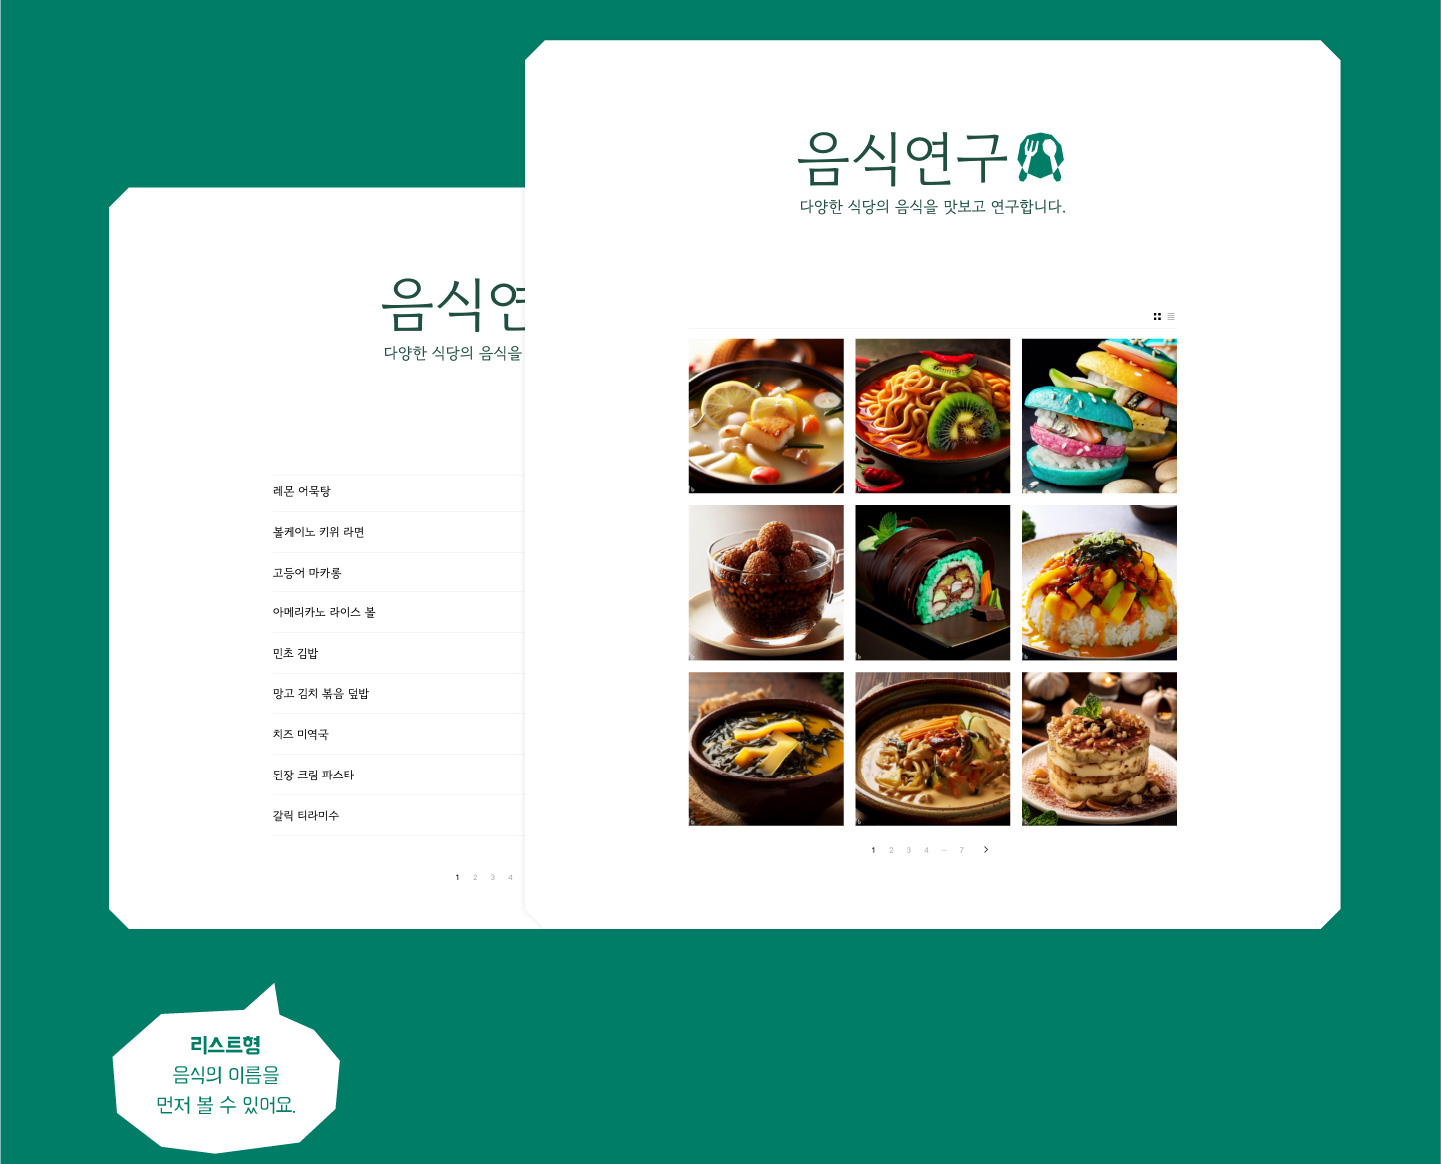 음식연구
다양한 식당의 음식을 맛보고 연구합니다.
1 2 3 4 ··· 7 >
음식연
다양한 식당의 음식을
레몬 어묵탕
볼케이노 키위 라면
고등어 마카롱
아메리카노 라이스 볼
민초 김밥
망고 김치 볶음 덮밥
치즈 미역국
된장 크림 파스타
갈릭 티라미수
1 2 3 4
리스트형
음식의 이름을
먼저 볼 수 있어요.